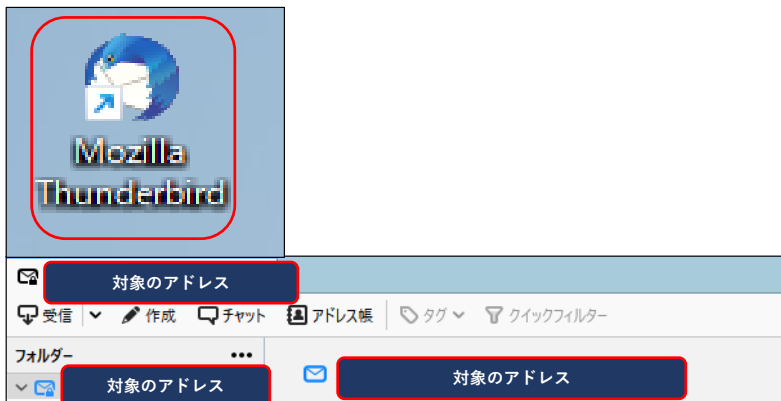 Mozilla
Thunderbird
対象のアドレス
受信 作成 チャット アドレス帳 タグ クイックフィルター
フォルダー •••
対象のアドレス 対象のアドレス